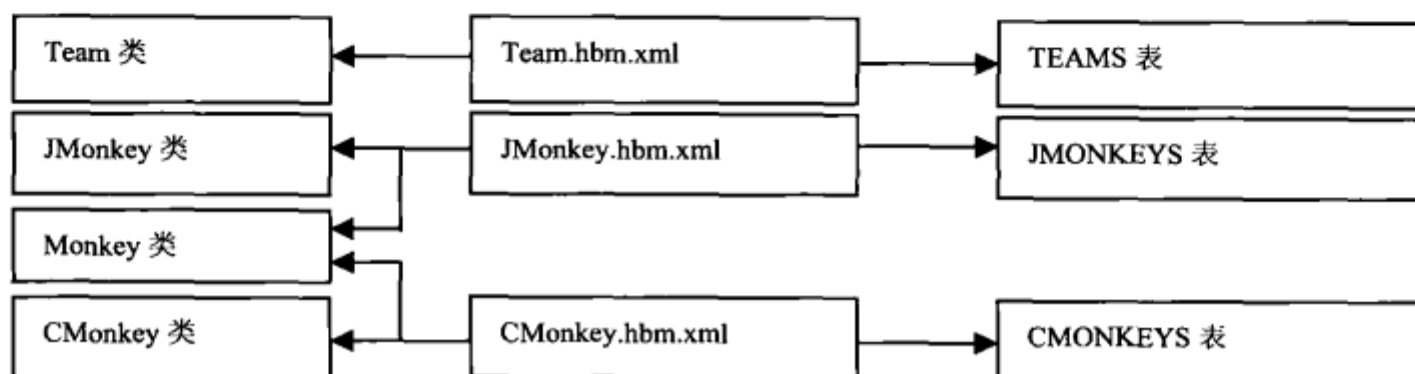 Team 类 Team.hbm.xml TEAMS 表
JMonkey 类 JMonkey.hbm.xml JMONKEYS 表
Monkey 类
CMonkey 类 CMonkey.hbm.xml CMONKEYS 表